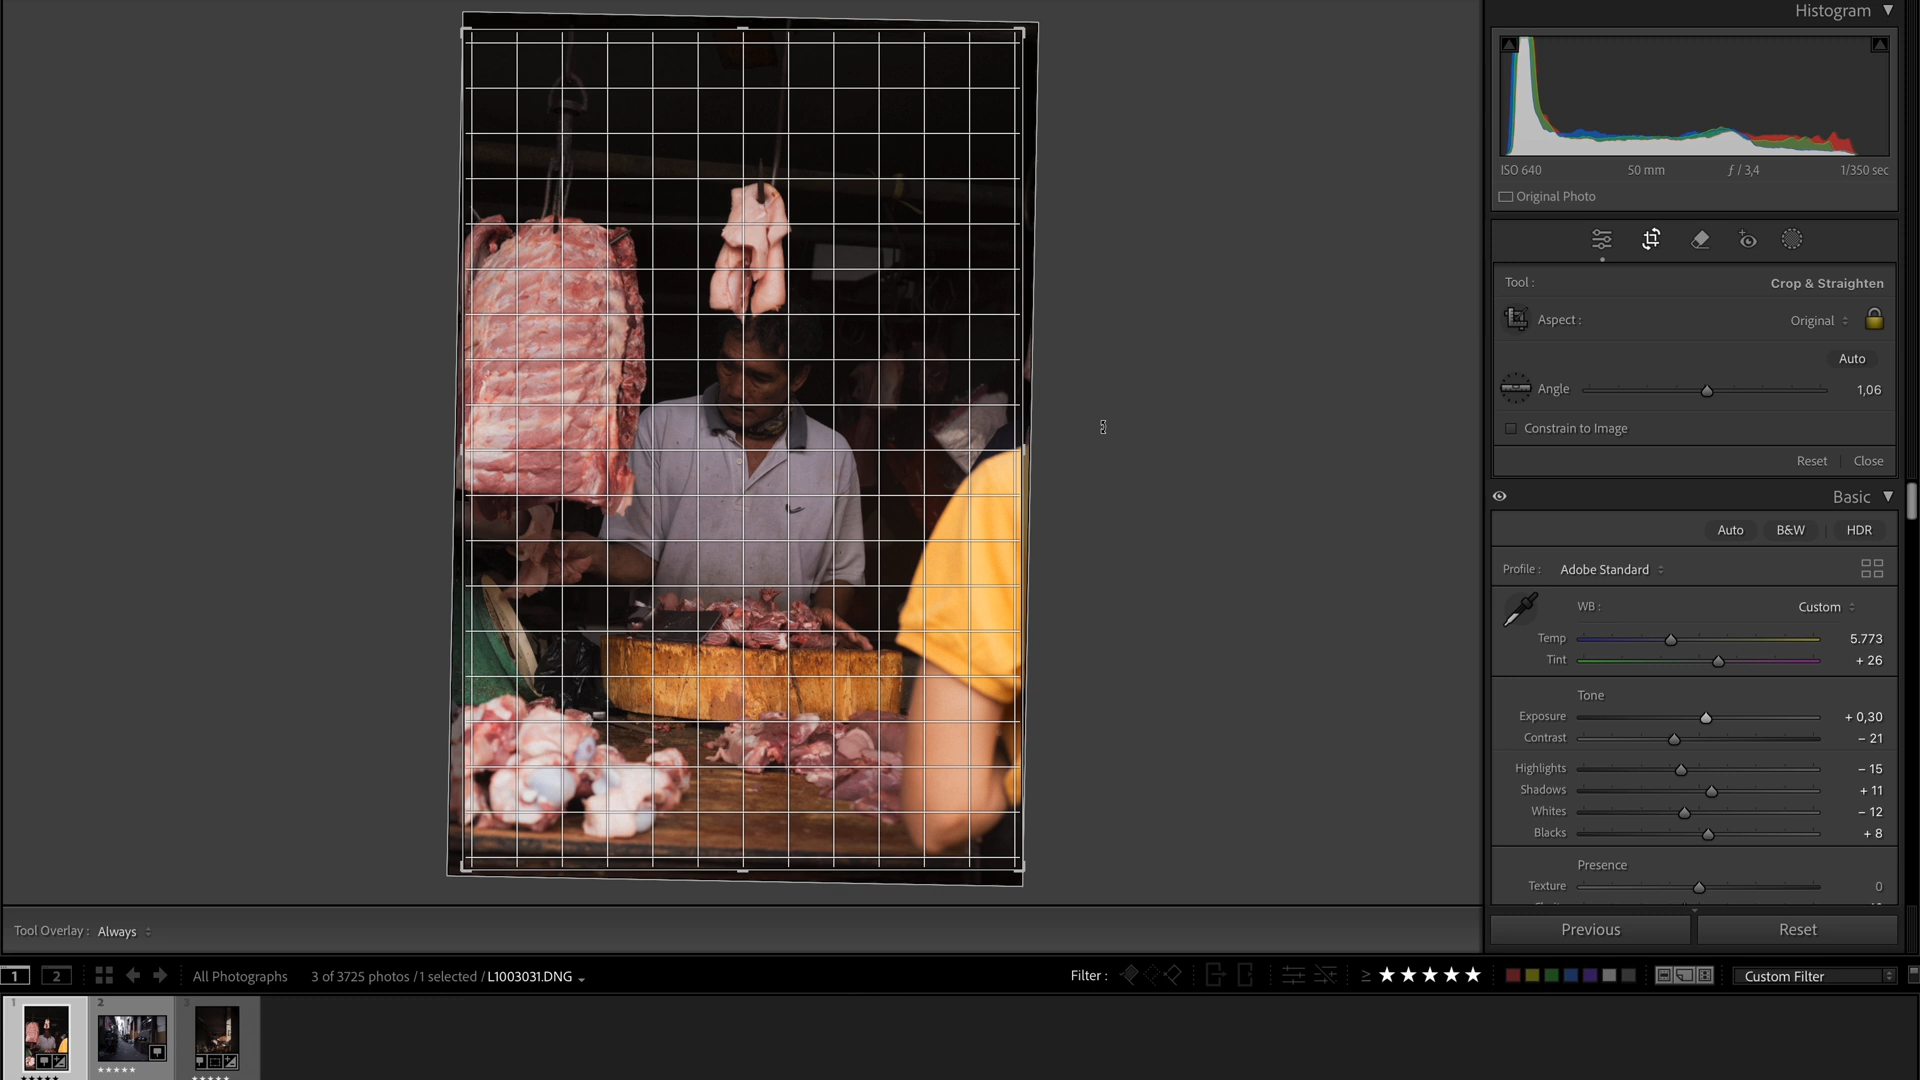 Histogram
ISO 640 50 mm ƒ / 3,4 1/350 sec
Original Photo
Tool : Crop & Straighten
Aspect : Original
Auto
Angle 1,06
Constrain to Image
Reset Close
Basic
Auto B&W HDR
Profile : Adobe Standard
WB : Custom
Temp 5.773
Tint + 26
Tone
Exposure + 0,30
Contrast – 21
Highlights – 15
Shadows + 11
Whites – 12
Blacks + 8
Presence
Texture 0
Previous Reset
Tool Overlay : Always
1 2 All Photographs 3 of 3725 photos / 1 selected / L1003031.DNG Filter : ≥ ★★★★★ Custom Filter
1 2 3